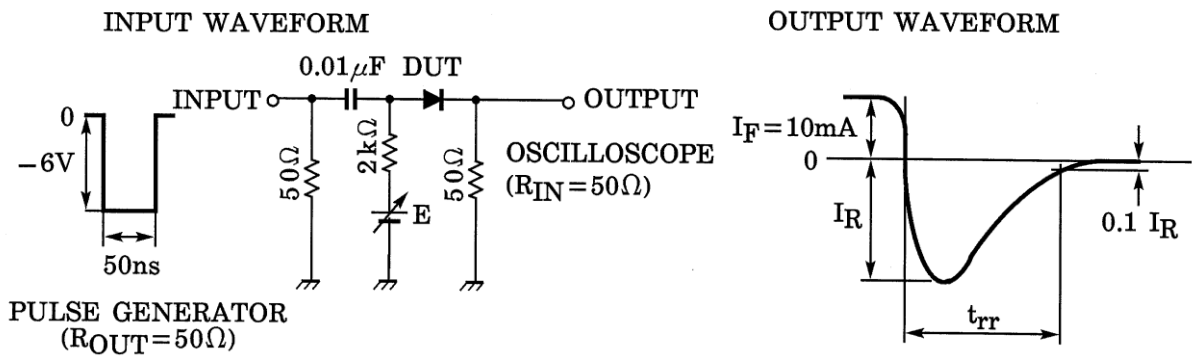 INPUT WAVEFORM
0
−6V
50ns
PULSE GENERATOR
(ROUT=50Ω)
0.01μF DUT
INPUT
OUTPUT
50Ω
2kΩ
E
50Ω
OSCILLOSCOPE
(RIN=50Ω)
OUTPUT WAVEFORM
IF=10mA
0
IR
0.1 IR
trr